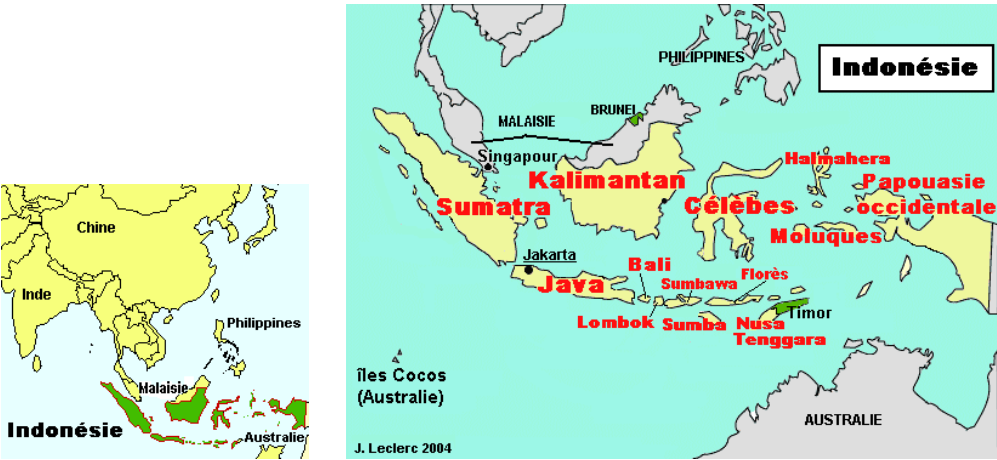 Chine
Inde
Philippines
Malaisie
Indonésie
Australie
Indonésie
PHILIPPINES
BRUNEI
MALAISIE
Singapour
Halmahera
Kalimantan
Papouasie
occidentale
Sumatra
Célèbes
Moluques
Jakarta
Bali
Java
Sumbawa
Florès
Lombok
Sumba
Nusa
Tenggara
Timor
îles Cocos
(Australie)
AUSTRALIE
J. Leclerc 2004